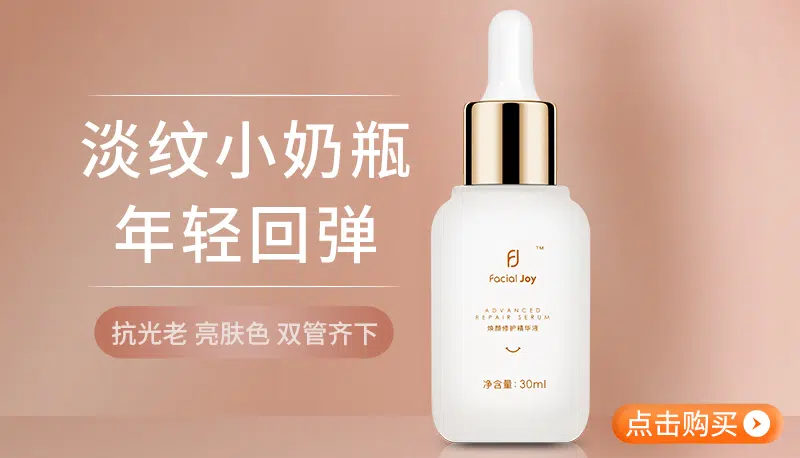 淡纹小奶瓶
年轻回弹
抗光老 亮肤色 双管齐下
TM
Facial Joy
ADVANCED
REPAIR SERUM
焕颜修护精华液
净含量：30ml
点击购买